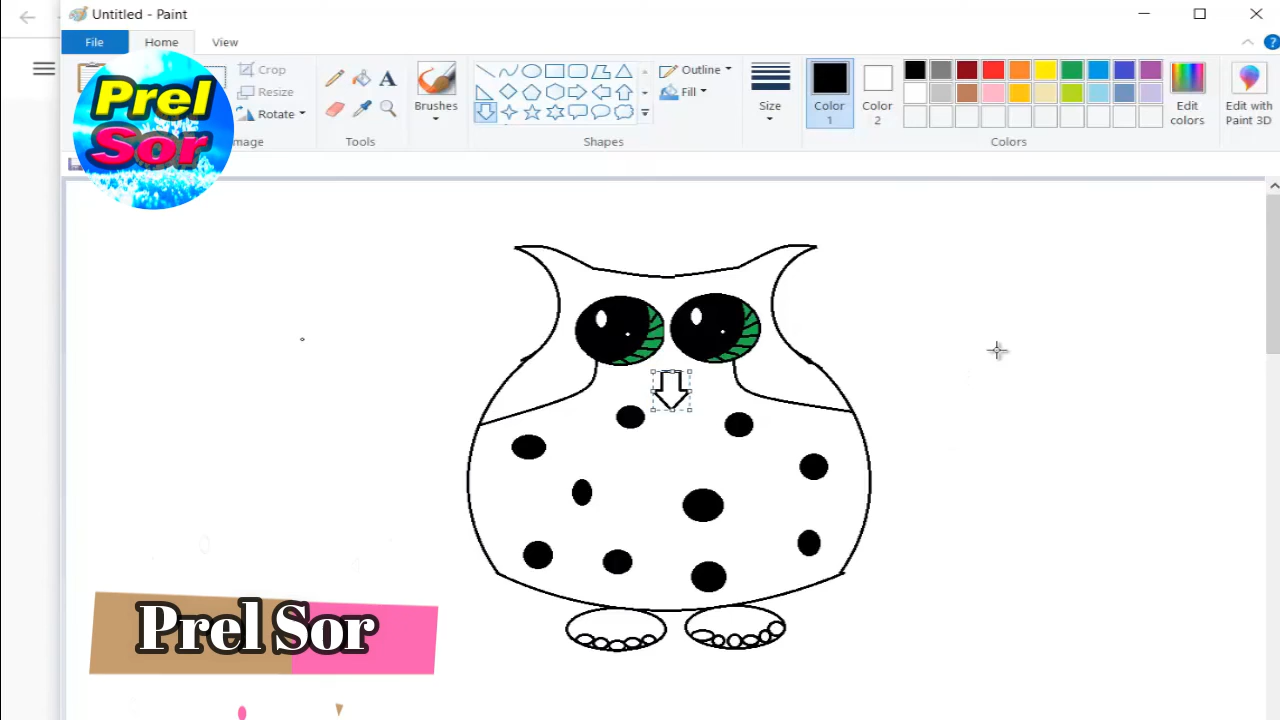 Untitled - Paint
File Home View
Crop
Resize
Rotate
Prel
Sor
mage
A
Tools
Brushes
Outline
Fill
Shapes
Size
Color
1
Color
2
Colors
Edit
colors
Edit with
Paint 3D
?
Prel Sor